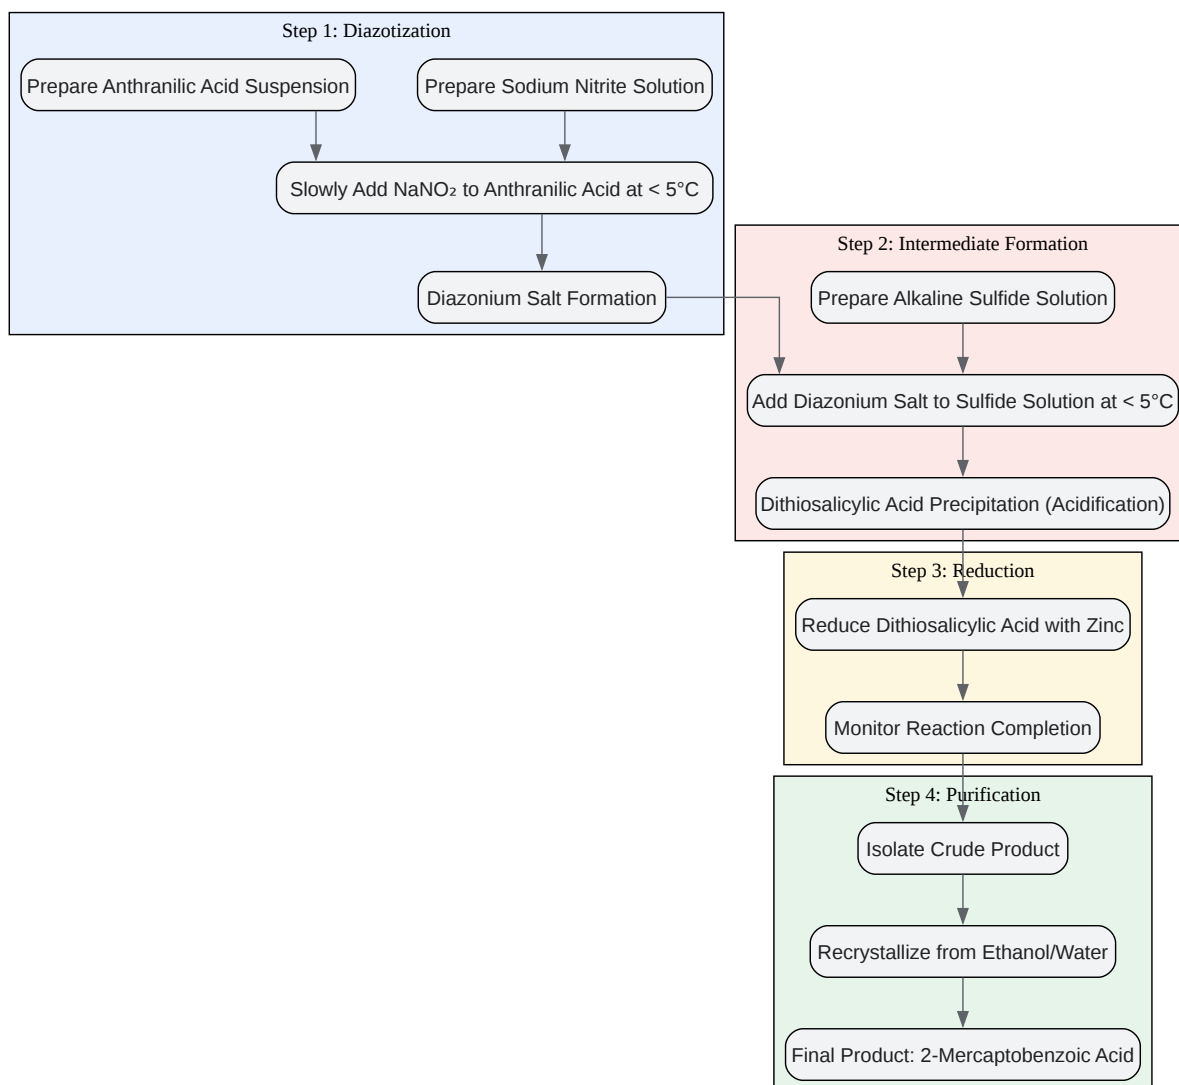 Step 1: Diazotization
Prepare Anthranilic Acid Suspension
Prepare Sodium Nitrite Solution
Slowly Add NaNO₂ to Anthranilic Acid at < 5°C
Diazonium Salt Formation
Step 2: Intermediate Formation
Prepare Alkaline Sulfide Solution
Add Diazonium Salt to Sulfide Solution at < 5°C
Dithiosalicylic Acid Precipitation (Acidification)
Step 3: Reduction
Reduce Dithiosalicylic Acid with Zinc
Monitor Reaction Completion
Step 4: Purification
Isolate Crude Product
Recrystallize from Ethanol/Water
Final Product: 2-Mercaptobenzoic Acid